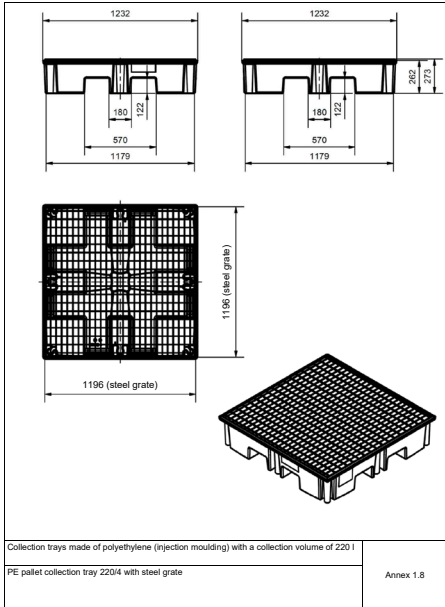 1232
1232
262
273
180
122
180
122
570
570
1179
1179
1196 (steel grate)
1196 (steel grate)
Collection trays made of polyethylene (injection moulding) with a collection volume of 220 l
PE pallet collection tray 220/4 with steel grate
Annex 1.8